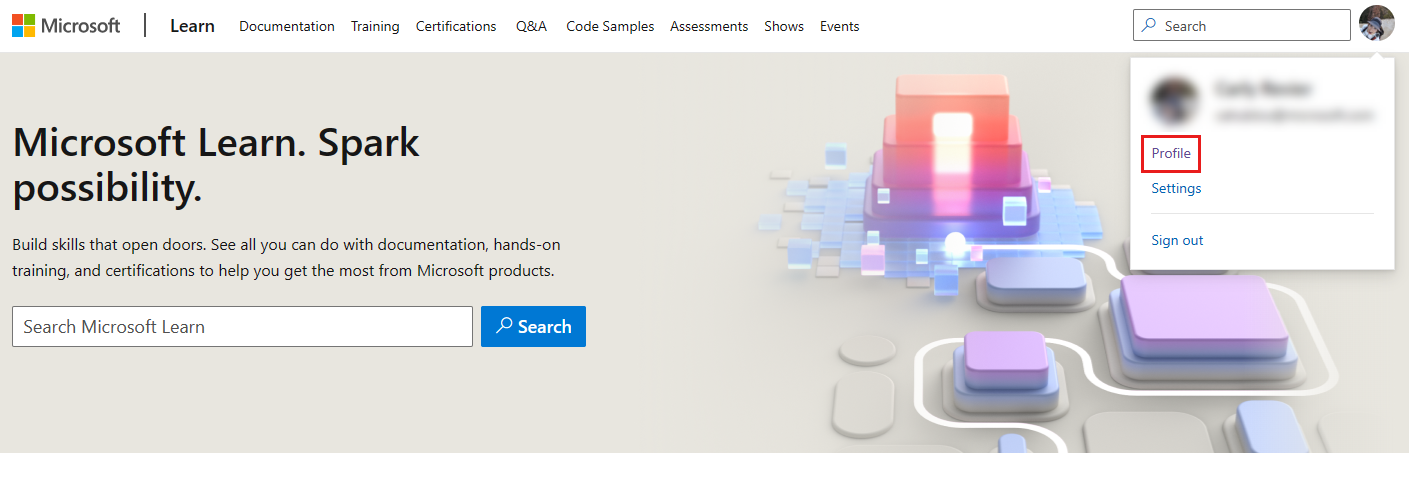 Microsoft
Learn
Documentation
Training
Certifications
Q&A
Code Samples
Assessments
Shows
Events
Search
Profile
Settings
Sign out
Microsoft Learn. Spark
possibility.
Build skills that open doors. See all you can do with documentation, hands-on
training, and certifications to help you get the most from Microsoft products.
Search Microsoft Learn
Search